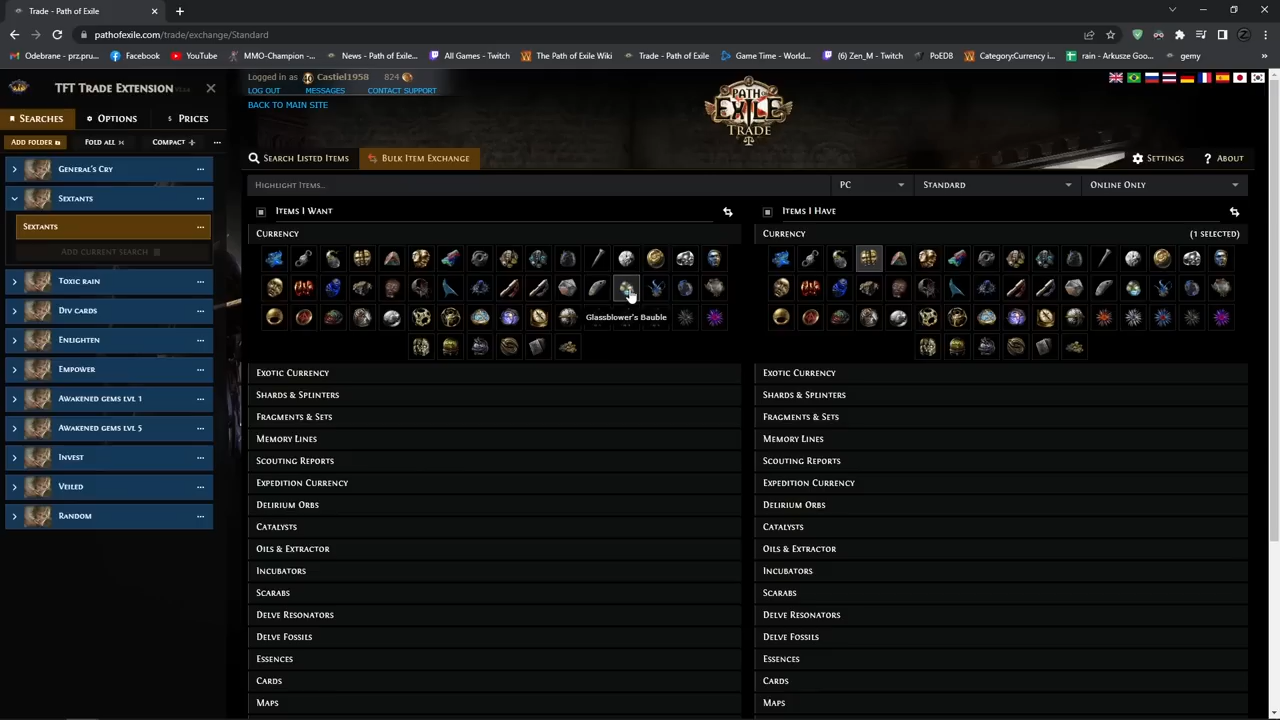 Trade - Path of Exile
pathofexile.com/trade/exchange/Standard
Odebrane - prz.pru...
Facebook
YouTube
MMO-Champion -...
News - Path of Exile...
All Games - Twitch
The Path of Exile Wiki
Trade - Path of Exile
Game Time - World...
(6) Zen_M - Twitch
PoEDB
Category:Currency i...
rain – Arkusze Goo...
gemy
TFT Trade Extension
Searches
Options
$ Prices
Add folder
Fold all
Compact
General's Cry
Sextants
Sextants
Add current search
Toxic rain
Div cards
Enlighten
Empower
Awakened gems lvl 1
Awakened gems lvl 5
Invest
Veiled
Random
Logged in as Castiel1958 824
LOG OUT MESSAGES CONTACT SUPPORT
BACK TO MAIN SITE
PATH OF EXILE
TRADE
Search Listed Items
Bulk Item Exchange
Settings
? About
Highlight Items...
PC
Standard
Online Only
Items I Want
Currency
Glassblower's Bauble
Exotic Currency
Shards & Splinters
Fragments & Sets
Memory Lines
Scouting Reports
Expedition Currency
Delirium Orbs
Catalysts
Oils & Extractor
Incubators
Scarabs
Delve Resonators
Delve Fossils
Essences
Cards
Maps
Items I Have
Currency (1 selected)
Exotic Currency
Shards & Splinters
Fragments & Sets
Memory Lines
Scouting Reports
Expedition Currency
Delirium Orbs
Catalysts
Oils & Extractor
Incubators
Scarabs
Delve Resonators
Delve Fossils
Essences
Cards
Maps